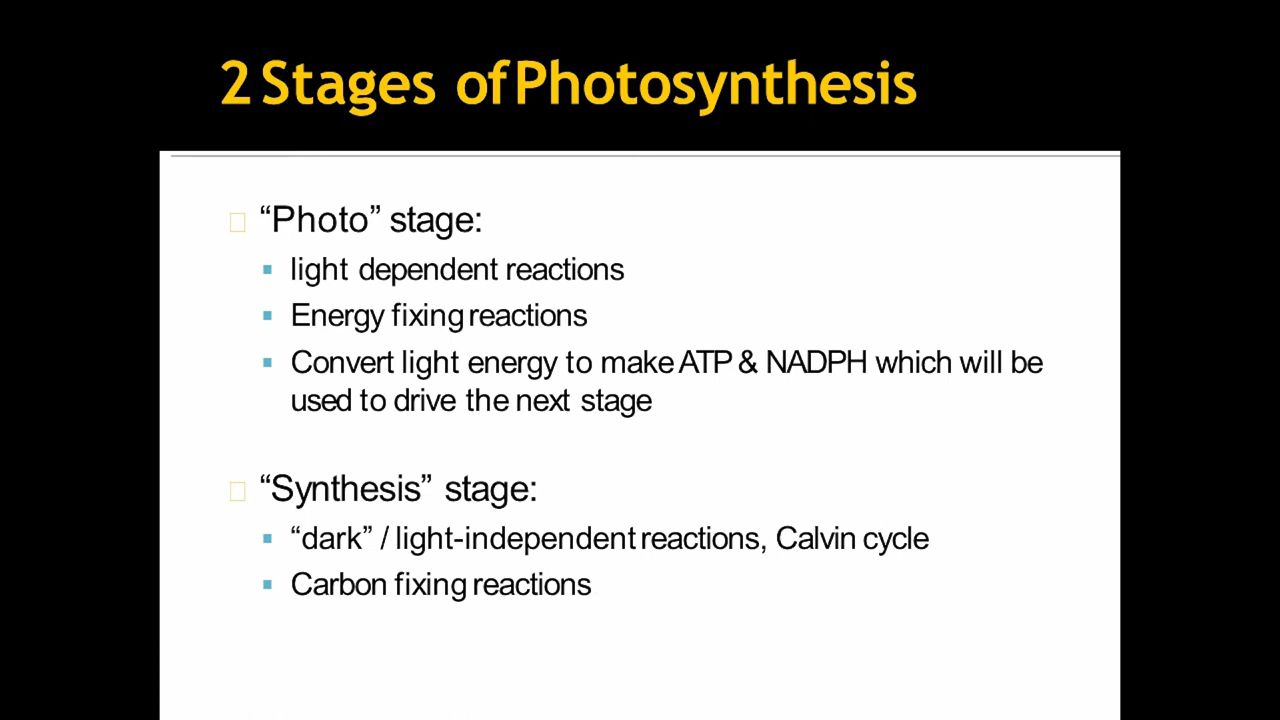 2 Stages of Photosynthesis
“Photo” stage:
light dependent reactions
Energy fixing reactions
Convert light energy to make ATP & NADPH which will be
used to drive the next stage
“Synthesis” stage:
“dark” / light-independent reactions, Calvin cycle
Carbon fixing reactions